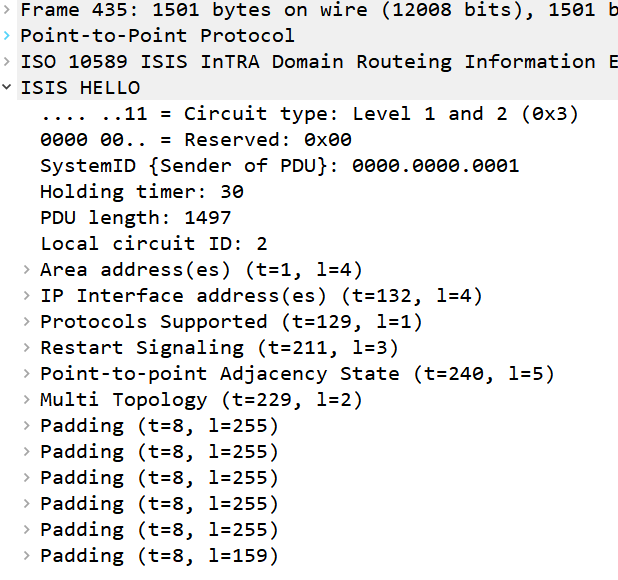 Frame 435: 1501 bytes on wire (12008 bits), 1501 b
Point-to-Point Protocol
ISO 10589 ISIS InTRA Domain Routeing Information E
ISIS HELLO
.... ..11 = Circuit type: Level 1 and 2 (0x3)
0000 00.. = Reserved: 0x00
SystemID {Sender of PDU}: 0000.0000.0001
Holding timer: 30
PDU length: 1497
Local circuit ID: 2
Area address(es) (t=1, l=4)
IP Interface address(es) (t=132, l=4)
Protocols Supported (t=129, l=1)
Restart Signaling (t=211, l=3)
Point-to-point Adjacency State (t=240, l=5)
Multi Topology (t=229, l=2)
Padding (t=8, l=255)
Padding (t=8, l=255)
Padding (t=8, l=255)
Padding (t=8, l=255)
Padding (t=8, l=255)
Padding (t=8, l=159)